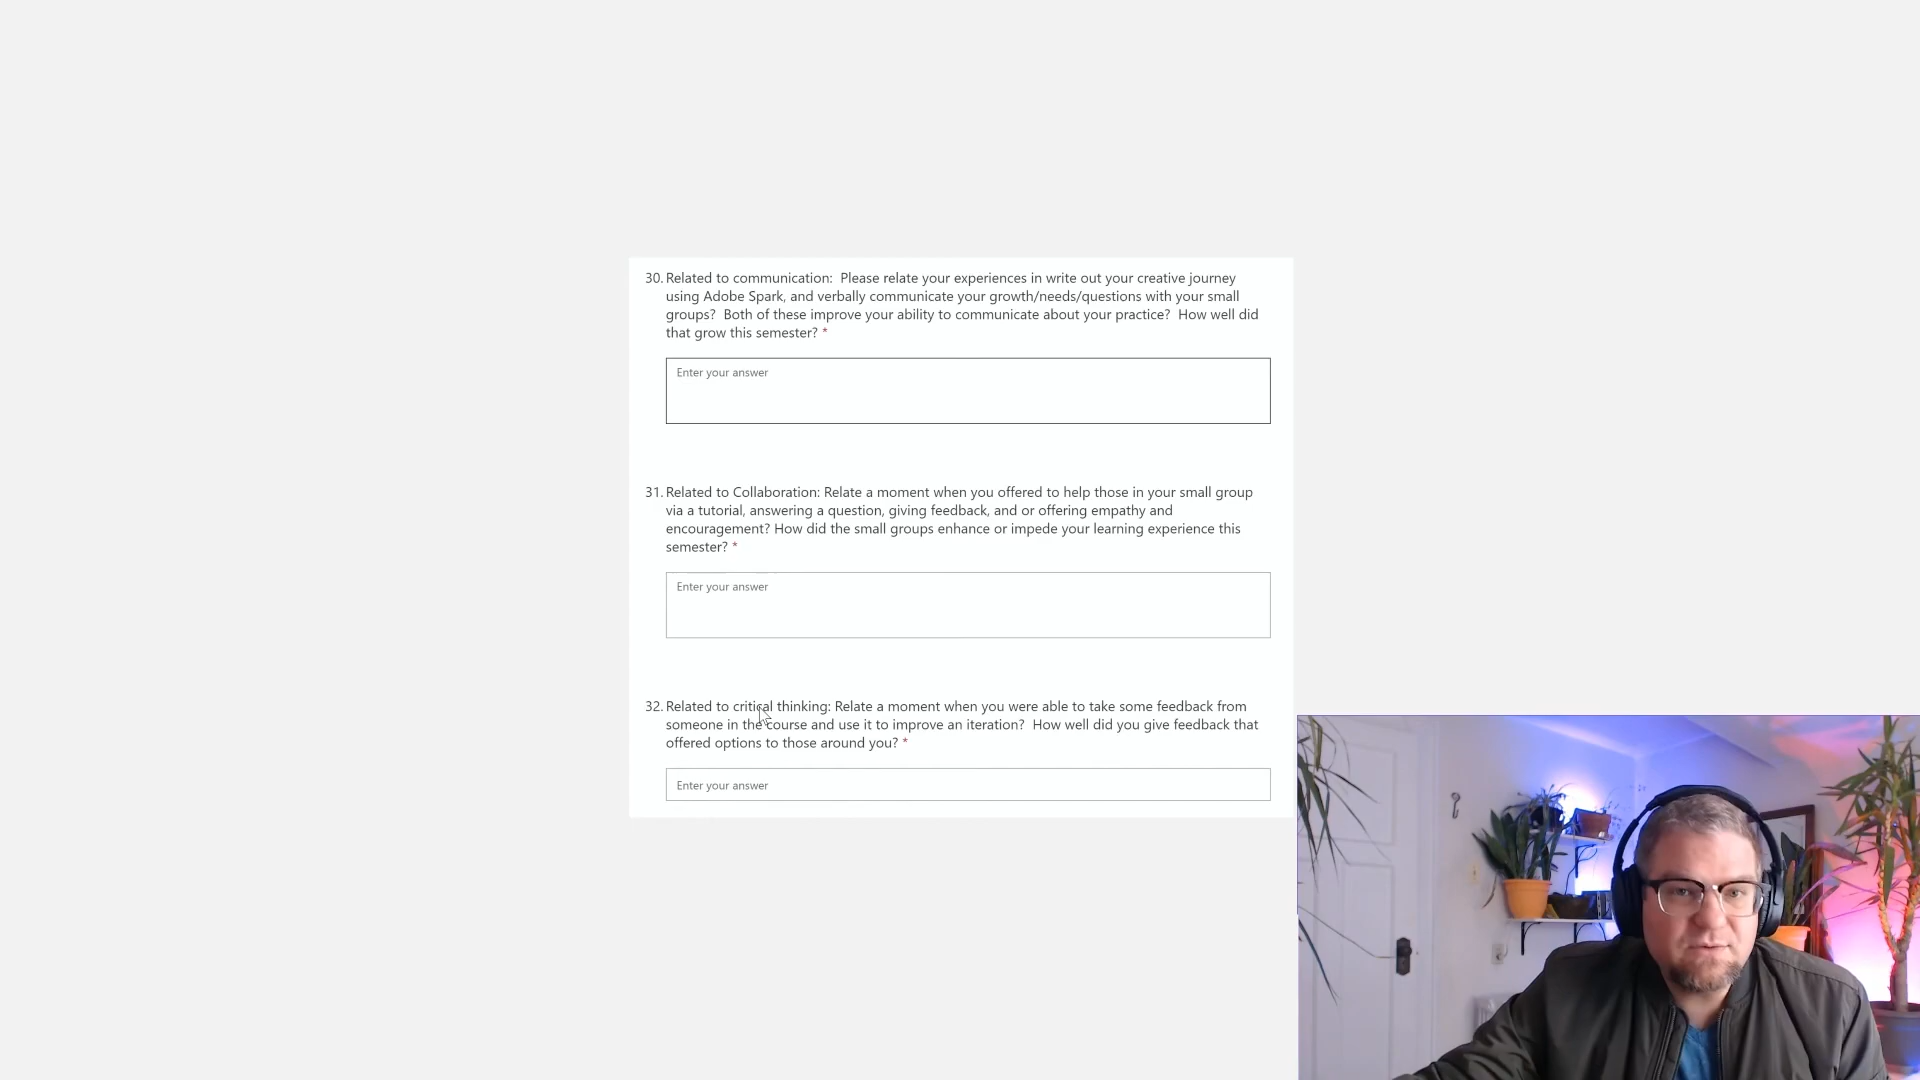 30. Related to communication:  Please relate your experiences in write out your creative journey
using Adobe Spark, and verbally communicate your growth/needs/questions with your small
groups?  Both of these improve your ability to communicate about your practice?  How well did
that grow this semester? *
Enter your answer
31. Related to Collaboration: Relate a moment when you offered to help those in your small group
via a tutorial, answering a question, giving feedback, and or offering empathy and
encouragement? How did the small groups enhance or impede your learning experience this
semester? *
Enter your answer
32. Related to critical thinking: Relate a moment when you were able to take some feedback from
someone in the course and use it to improve an iteration?  How well did you give feedback that
offered options to those around you? *
Enter your answer